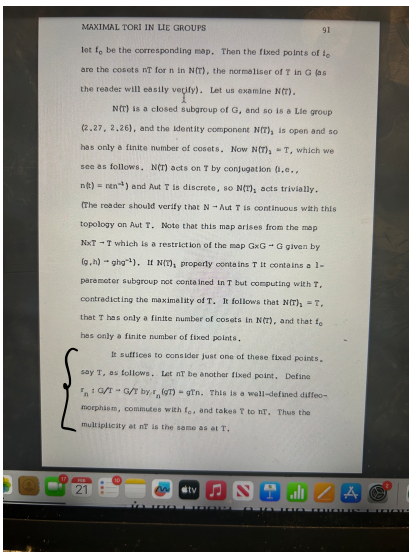 MAXIMAL TORI IN LIE GROUPS 91
let f₀ be the corresponding map. Then the fixed points of f₀
are the cosets nT for n in N(T), the normaliser of T in G (as
the reader will easily verify). Let us examine N(T).
N(T) is a closed subgroup of G, and so is a Lie group
(2.27, 2.26), and the identity component N(T)₁ is open and so
has only a finite number of cosets. Now N(T)₁ = T, which we
see as follows. N(T) acts on T by conjugation (i.e.,
n(t) = ntn⁻¹) and Aut T is discrete, so N(T)₁ acts trivially.
(The reader should verify that N → Aut T is continuous with this
topology on Aut T. Note that this map arises from the map
NxT → T which is a restriction of the map GxG → G given by
(g,h) → ghg⁻¹). If N(T)₁ properly contains T it contains a 1-
parameter subgroup not contained in T but computing with T,
contradicting the maximality of T. It follows that N(T)₁ = T,
that T has only a finite number of cosets in N(T), and that f₀
has only a finite number of fixed points.
It suffices to consider just one of these fixed points,
say T, as follows. Let nT be another fixed point. Define
rₙ : G/T → G/T by rₙ(gT) = gTn. This is a well-defined diffeo-
morphism, commutes with f₀, and takes T to nT. Thus the
multiplicity at nT is the same as at T.
21
tv